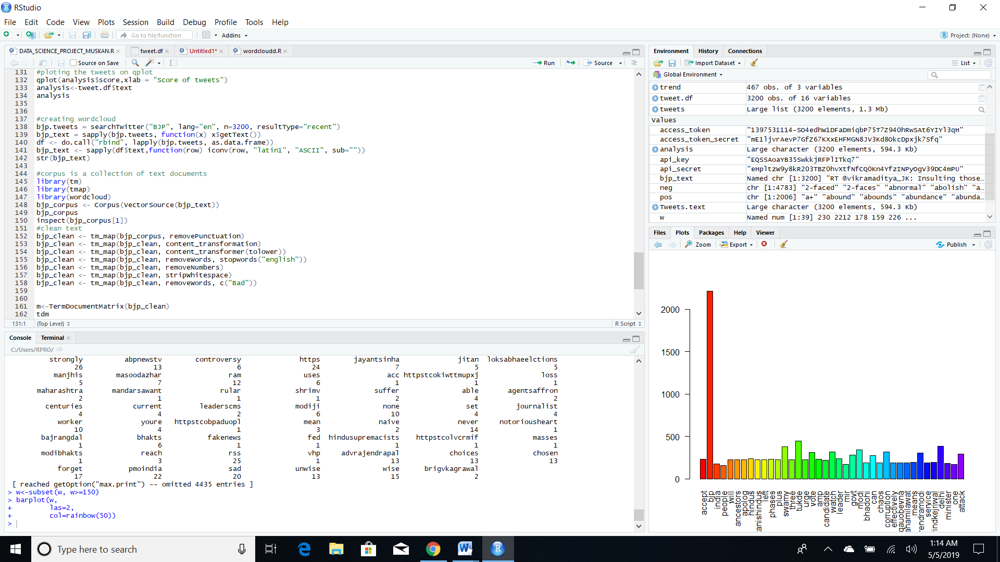 RStudio
File Edit Code View Plots Session Build Debug Profile Tools Help
Go to file/function Addins Project: (None)
DATA_SCIENCE_PROJECT_MUSKAN.R tweet.df Untitled1* wordcloudd.R
Source on Save Run Source
131 #ploting the tweets on qplot
132 qplot(analysis$score,xlab = "Score of tweets")
133 analysis<-tweet.df$text
134 analysis
135
136
137 #creating wordcloud
138 bjp.tweets = searchTwitter("BJP", lang="en", n=3200, resultType="recent")
139 bjp_text = sapply(bjp.tweets, function(x) x$getText())
140 df <- do.call("rbind", lapply(bjp.tweets, as.data.frame))
141 bjp_text <- sapply(df$text,function(row) iconv(row, "latin1", "ASCII", sub=""))
142 str(bjp_text)
143
144 #corpus is a collection of text documents
145 library(tm)
146 library(tmap)
147 library(wordcloud)
148 bjp_corpus <- Corpus(VectorSource(bjp_text))
149 bjp_corpus
150 inspect(bjp_corpus[1])
151 #clean text
152 bjp_clean <- tm_map(bjp_corpus, removePunctuation)
153 bjp_clean <- tm_map(bjp_clean, content_transformation)
154 bjp_clean <- tm_map(bjp_clean, content_transformer(tolower))
155 bjp_clean <- tm_map(bjp_clean, removeWords, stopwords("english"))
156 bjp_clean <- tm_map(bjp_clean, removeNumbers)
157 bjp_clean <- tm_map(bjp_clean, stripWhitespace)
158 bjp_clean <- tm_map(bjp_clean, removeWords, c("Bad"))
159
160
161 m<-TermDocumentMatrix(bjp_clean)
162 tdm
131:1 (Top Level) R Script
Console Terminal
C:/Users/RPRO/
strongly abpnewstv controversy https jayantsinha jitan loksabhaeelctions
26 13 6 24 7 5 5
manjhis masoodazhar ram uses acc httpstcokiwttmupxj loss
5 7 12 6 1 1 1
maharashtra mandarsawant rular shrimv suffer able agentsaffron
2 1 1 1 2 4 2
centuries current leaderscms modiji none set journalist
4 4 2 6 10 4 4
worker youre httpstcobpaduopl mean naive never notoriousheart
10 4 1 3 2 14 1
bajrangdal bhakts fakenews fed hindusupremacists httpstcolvcrmif masses
1 6 1 1 1 1 1
modibhakts reach rss vhp advrajendrapal choices chosen
1 3 25 1 13 13 13
forget pmoindia sad unwise wise brigvkagrawal
17 22 20 13 15 2
[ reached getOption("max.print") -- omitted 4435 entries ]
> w<-subset(w, w>=150)
> barplot(w,
+ las=2,
+ col=rainbow(50))
>
Environment History Connections
Import Dataset List
Global Environment
trend 467 obs. of 3 variables
tweet.df 3200 obs. of 16 variables
tweets Large list (3200 elements, 1.3 Mb)
Values
access_token
access_token_secret
analysis Large character (3200 elements, 594.3 Kb)
api_key
api_secret
bjp_text Named chr [1:3200] "RT @vikramaditya_JK: Insulting those…
neg chr [1:4783] "2-faced" "2-faces" "abnormal" "abolish" "a…
pos chr [1:2006] "a+" "abound" "abounds" "abundance" "abunda…
Tweets.text Large character (3200 elements, 594.3 Kb)
w Named num [1:39] 230 2212 178 159 226 ...
Files Plots Packages Help Viewer
Zoom Export Publish
2000
1500
1000
500
0
accept bjp india people will ancestors apolog hindus anishindus left phases plus swamy three tukde urge vote amp candidate watch leader mir govt modi bhadohi can chaos corruption effectively gauobevna ahamilawat means rendramodi service indkejriwal delhi minister one attack
Type here to search
1:14 AM
5/5/2019